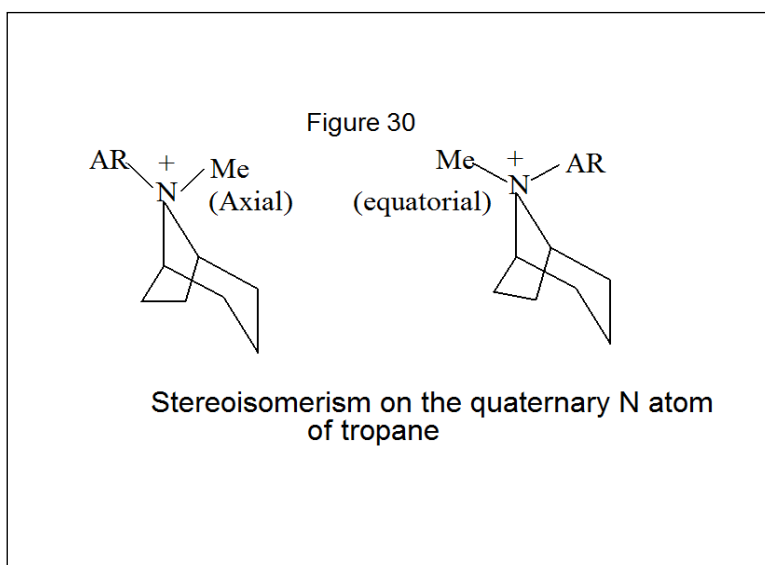 Figure 30
AR + Me
N
(Axial)
Me + AR
N
(equatorial)
Stereoisomerism on the quaternary N atom
of tropane